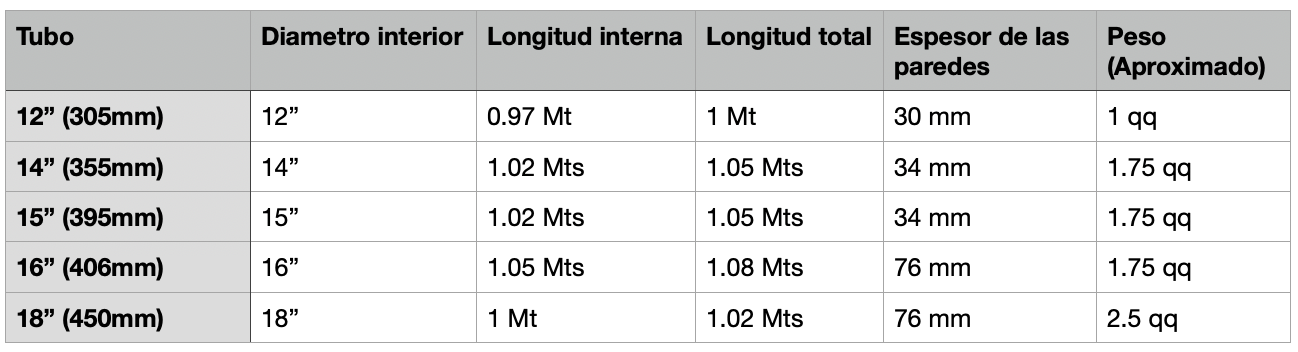 Tubo Diametro interior Longitud interna Longitud total Espesor de las paredes Peso (Aproximado)
12” (305mm) 12” 0.97 Mt 1 Mt 30 mm 1 qq
14” (355mm) 14” 1.02 Mts 1.05 Mts 34 mm 1.75 qq
15” (395mm) 15” 1.02 Mts 1.05 Mts 34 mm 1.75 qq
16” (406mm) 16” 1.05 Mts 1.08 Mts 76 mm 1.75 qq
18” (450mm) 18” 1 Mt 1.02 Mts 76 mm 2.5 qq